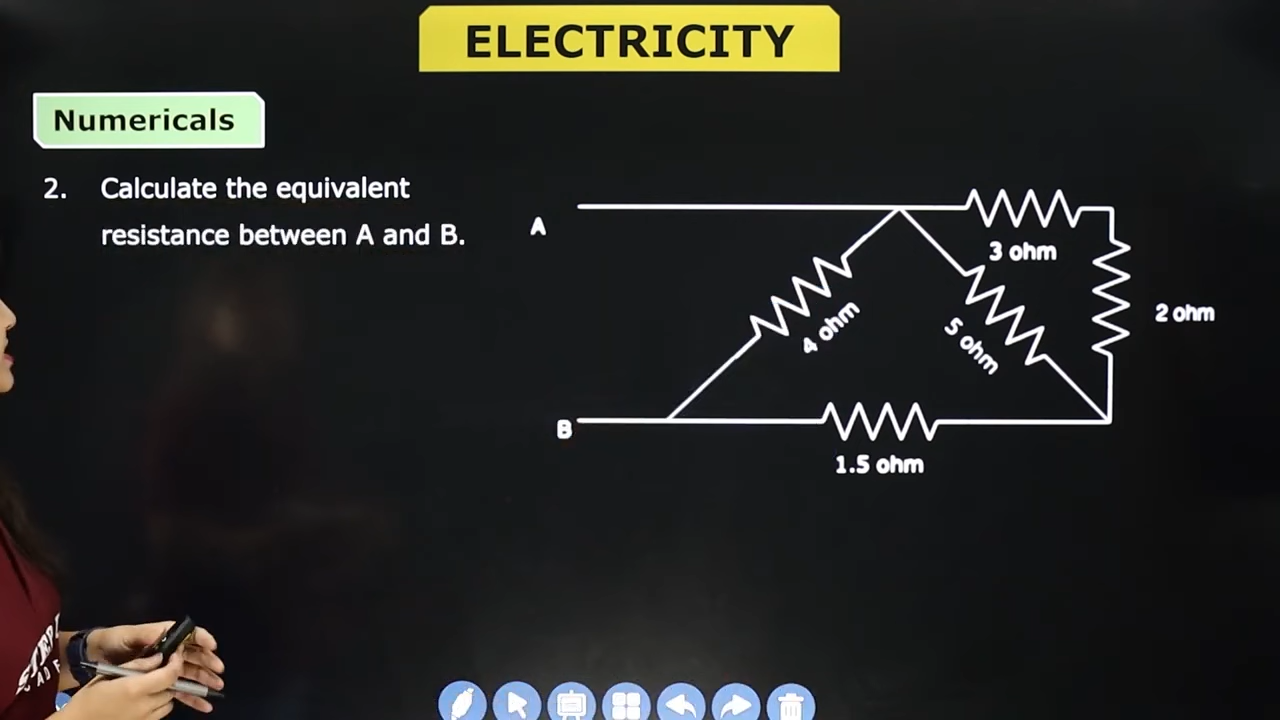 ELECTRICITY
Numericals
2. Calculate the equivalent
resistance between A and B.
A
3 ohm
2 ohm
4 ohm
5 ohm
B
1.5 ohm